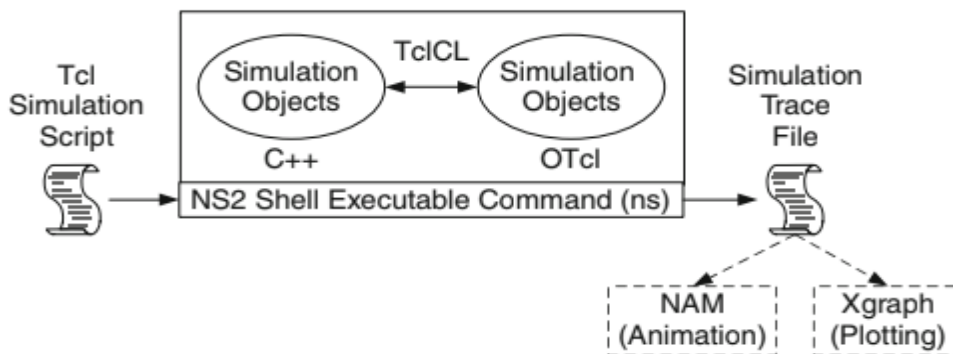 Tcl
Simulation
Script
Simulation
Objects
TclCL
Simulation
Objects
C++
OTcl
NS2 Shell Executable Command (ns)
Simulation
Trace
File
NAM
(Animation)
Xgraph
(Plotting)